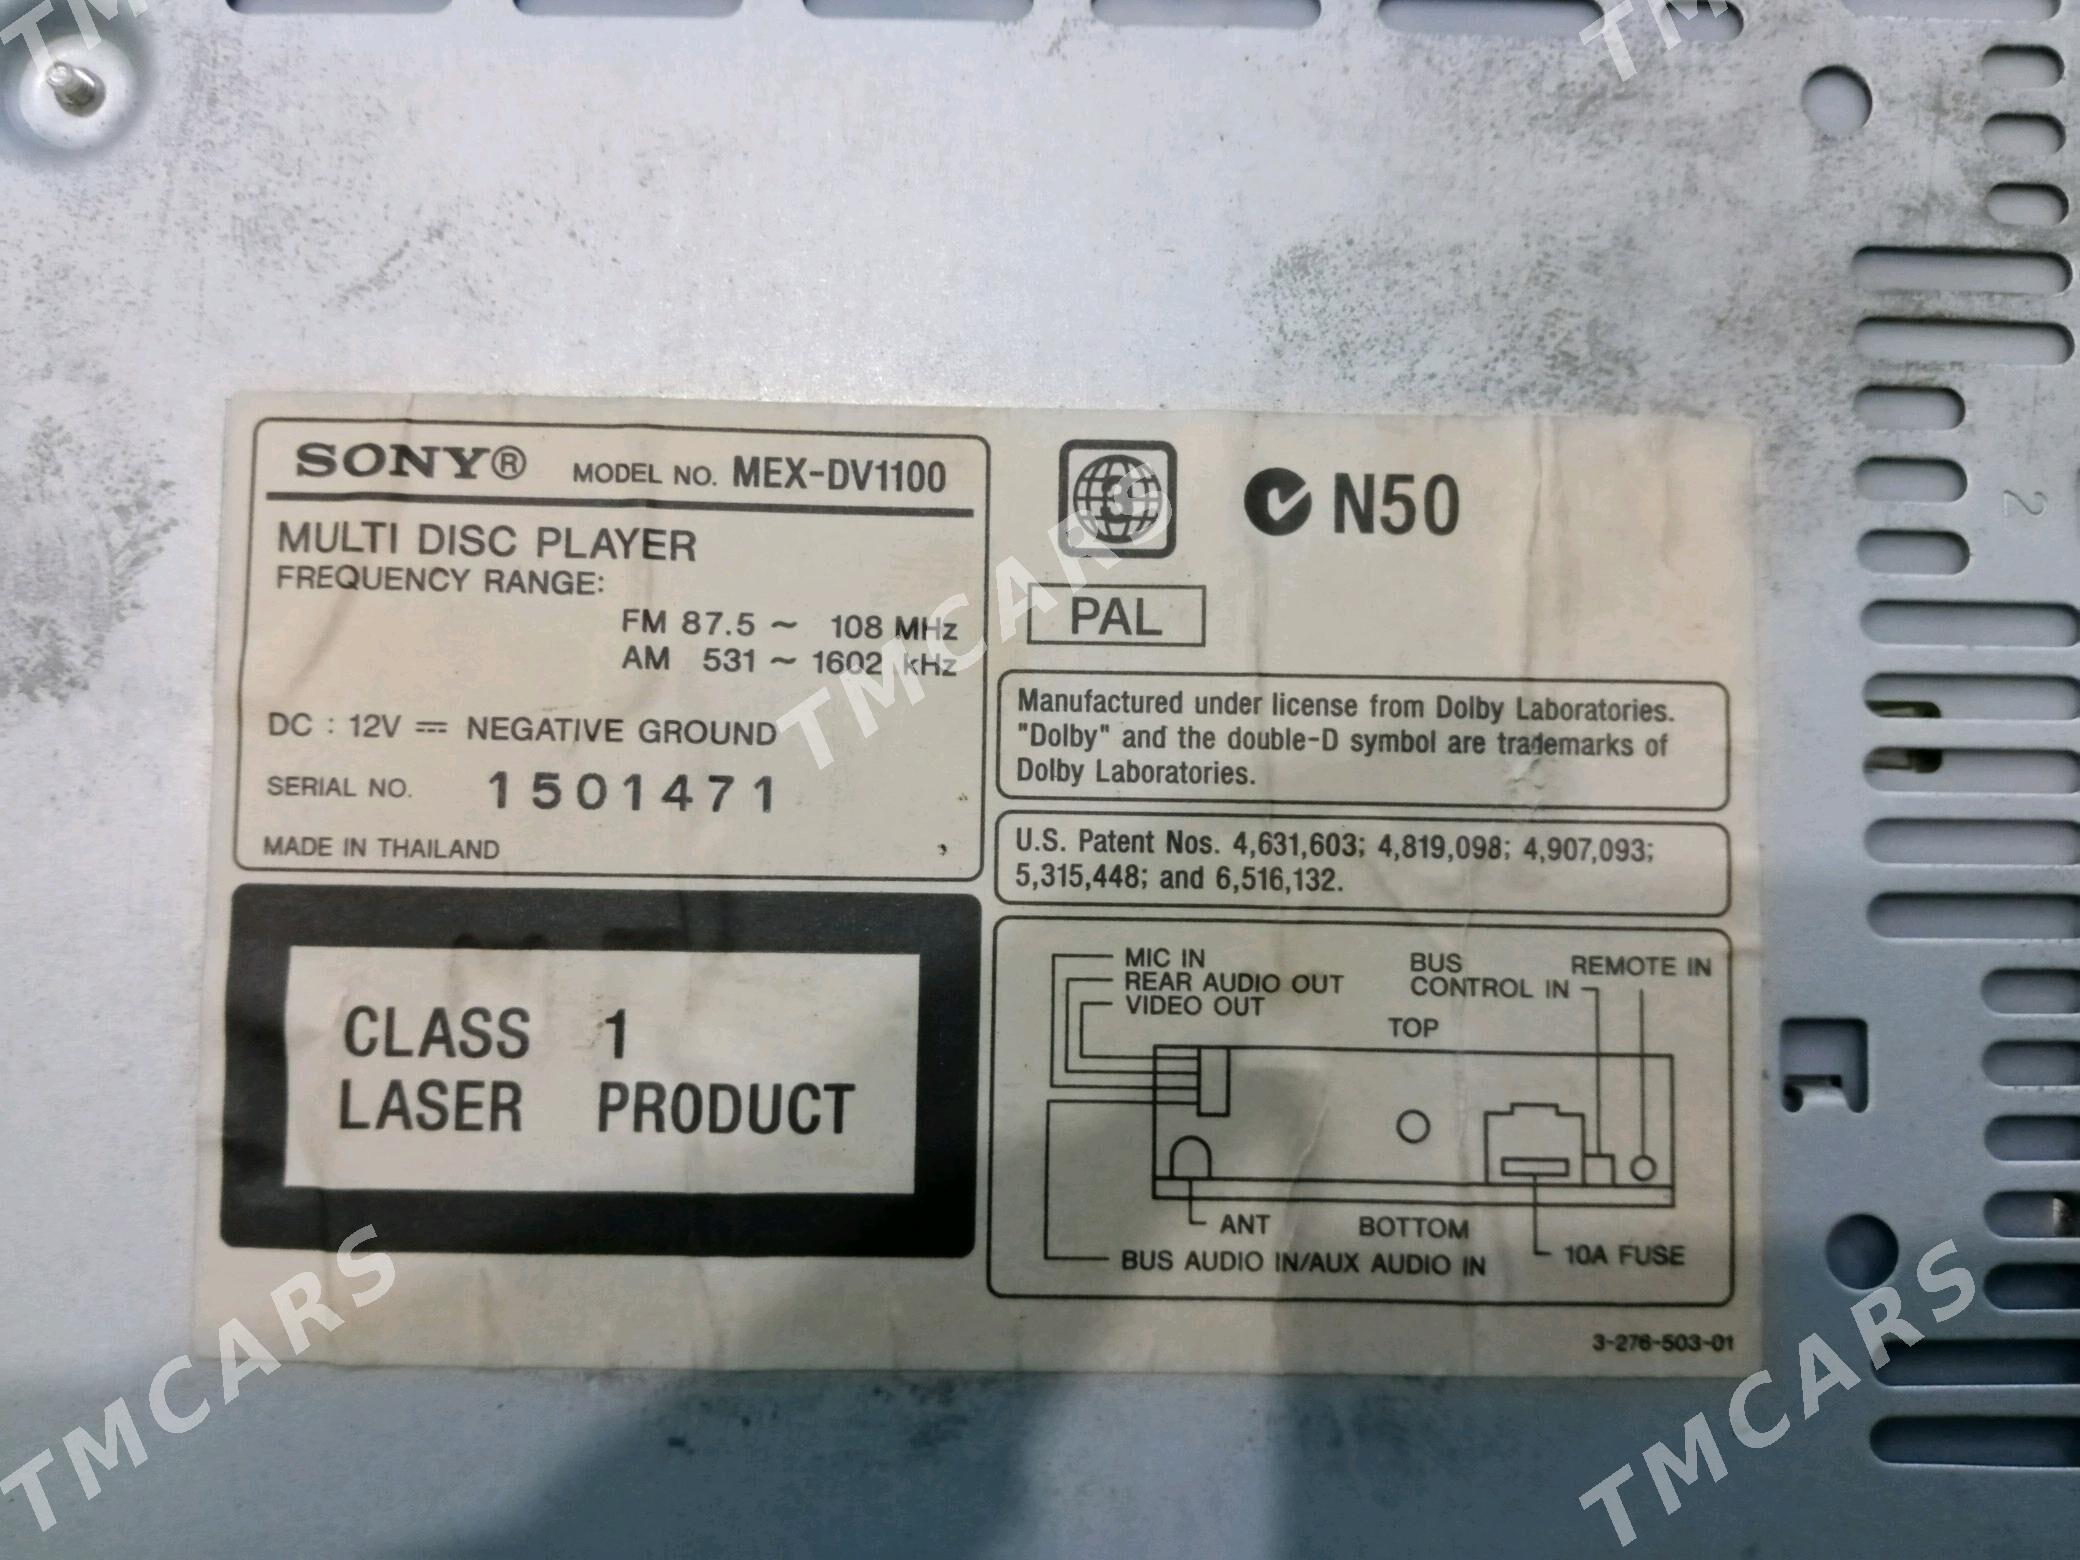 SONY® MODEL NO. MEX-DV1100
MULTI DISC PLAYER
FREQUENCY RANGE:
FM 87.5 ~ 108 MHz
AM 531 ~ 1602 kHz
DC : 12V ⎓ NEGATIVE GROUND
SERIAL NO. 1501471
MADE IN THAILAND
CLASS 1
LASER PRODUCT
3
N50
PAL
Manufactured under license from Dolby Laboratories.
"Dolby" and the double-D symbol are trademarks of
Dolby Laboratories.
U.S. Patent Nos. 4,631,603; 4,819,098; 4,907,093;
5,315,448; and 6,516,132.
MIC IN
REAR AUDIO OUT
VIDEO OUT
BUS
CONTROL IN
REMOTE IN
TOP
ANT
BOTTOM
BUS AUDIO IN/AUX AUDIO IN
10A FUSE
3-276-503-01
2
TM
TM
TMCARS
TMCARS
TMCARS